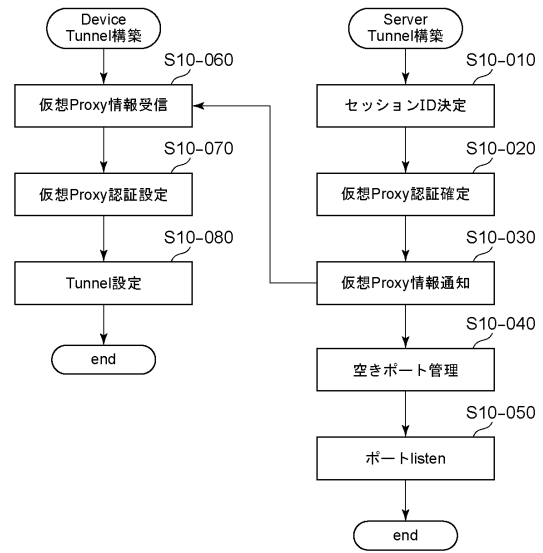 Device
Tunnel構築
S10-060
仮想Proxy情報受信
S10-070
仮想Proxy認証設定
S10-080
Tunnel設定
end
Server
Tunnel構築
S10-010
セッションID決定
S10-020
仮想Proxy認証確定
S10-030
仮想Proxy情報通知
S10-040
空きポート管理
S10-050
ポートlisten
end